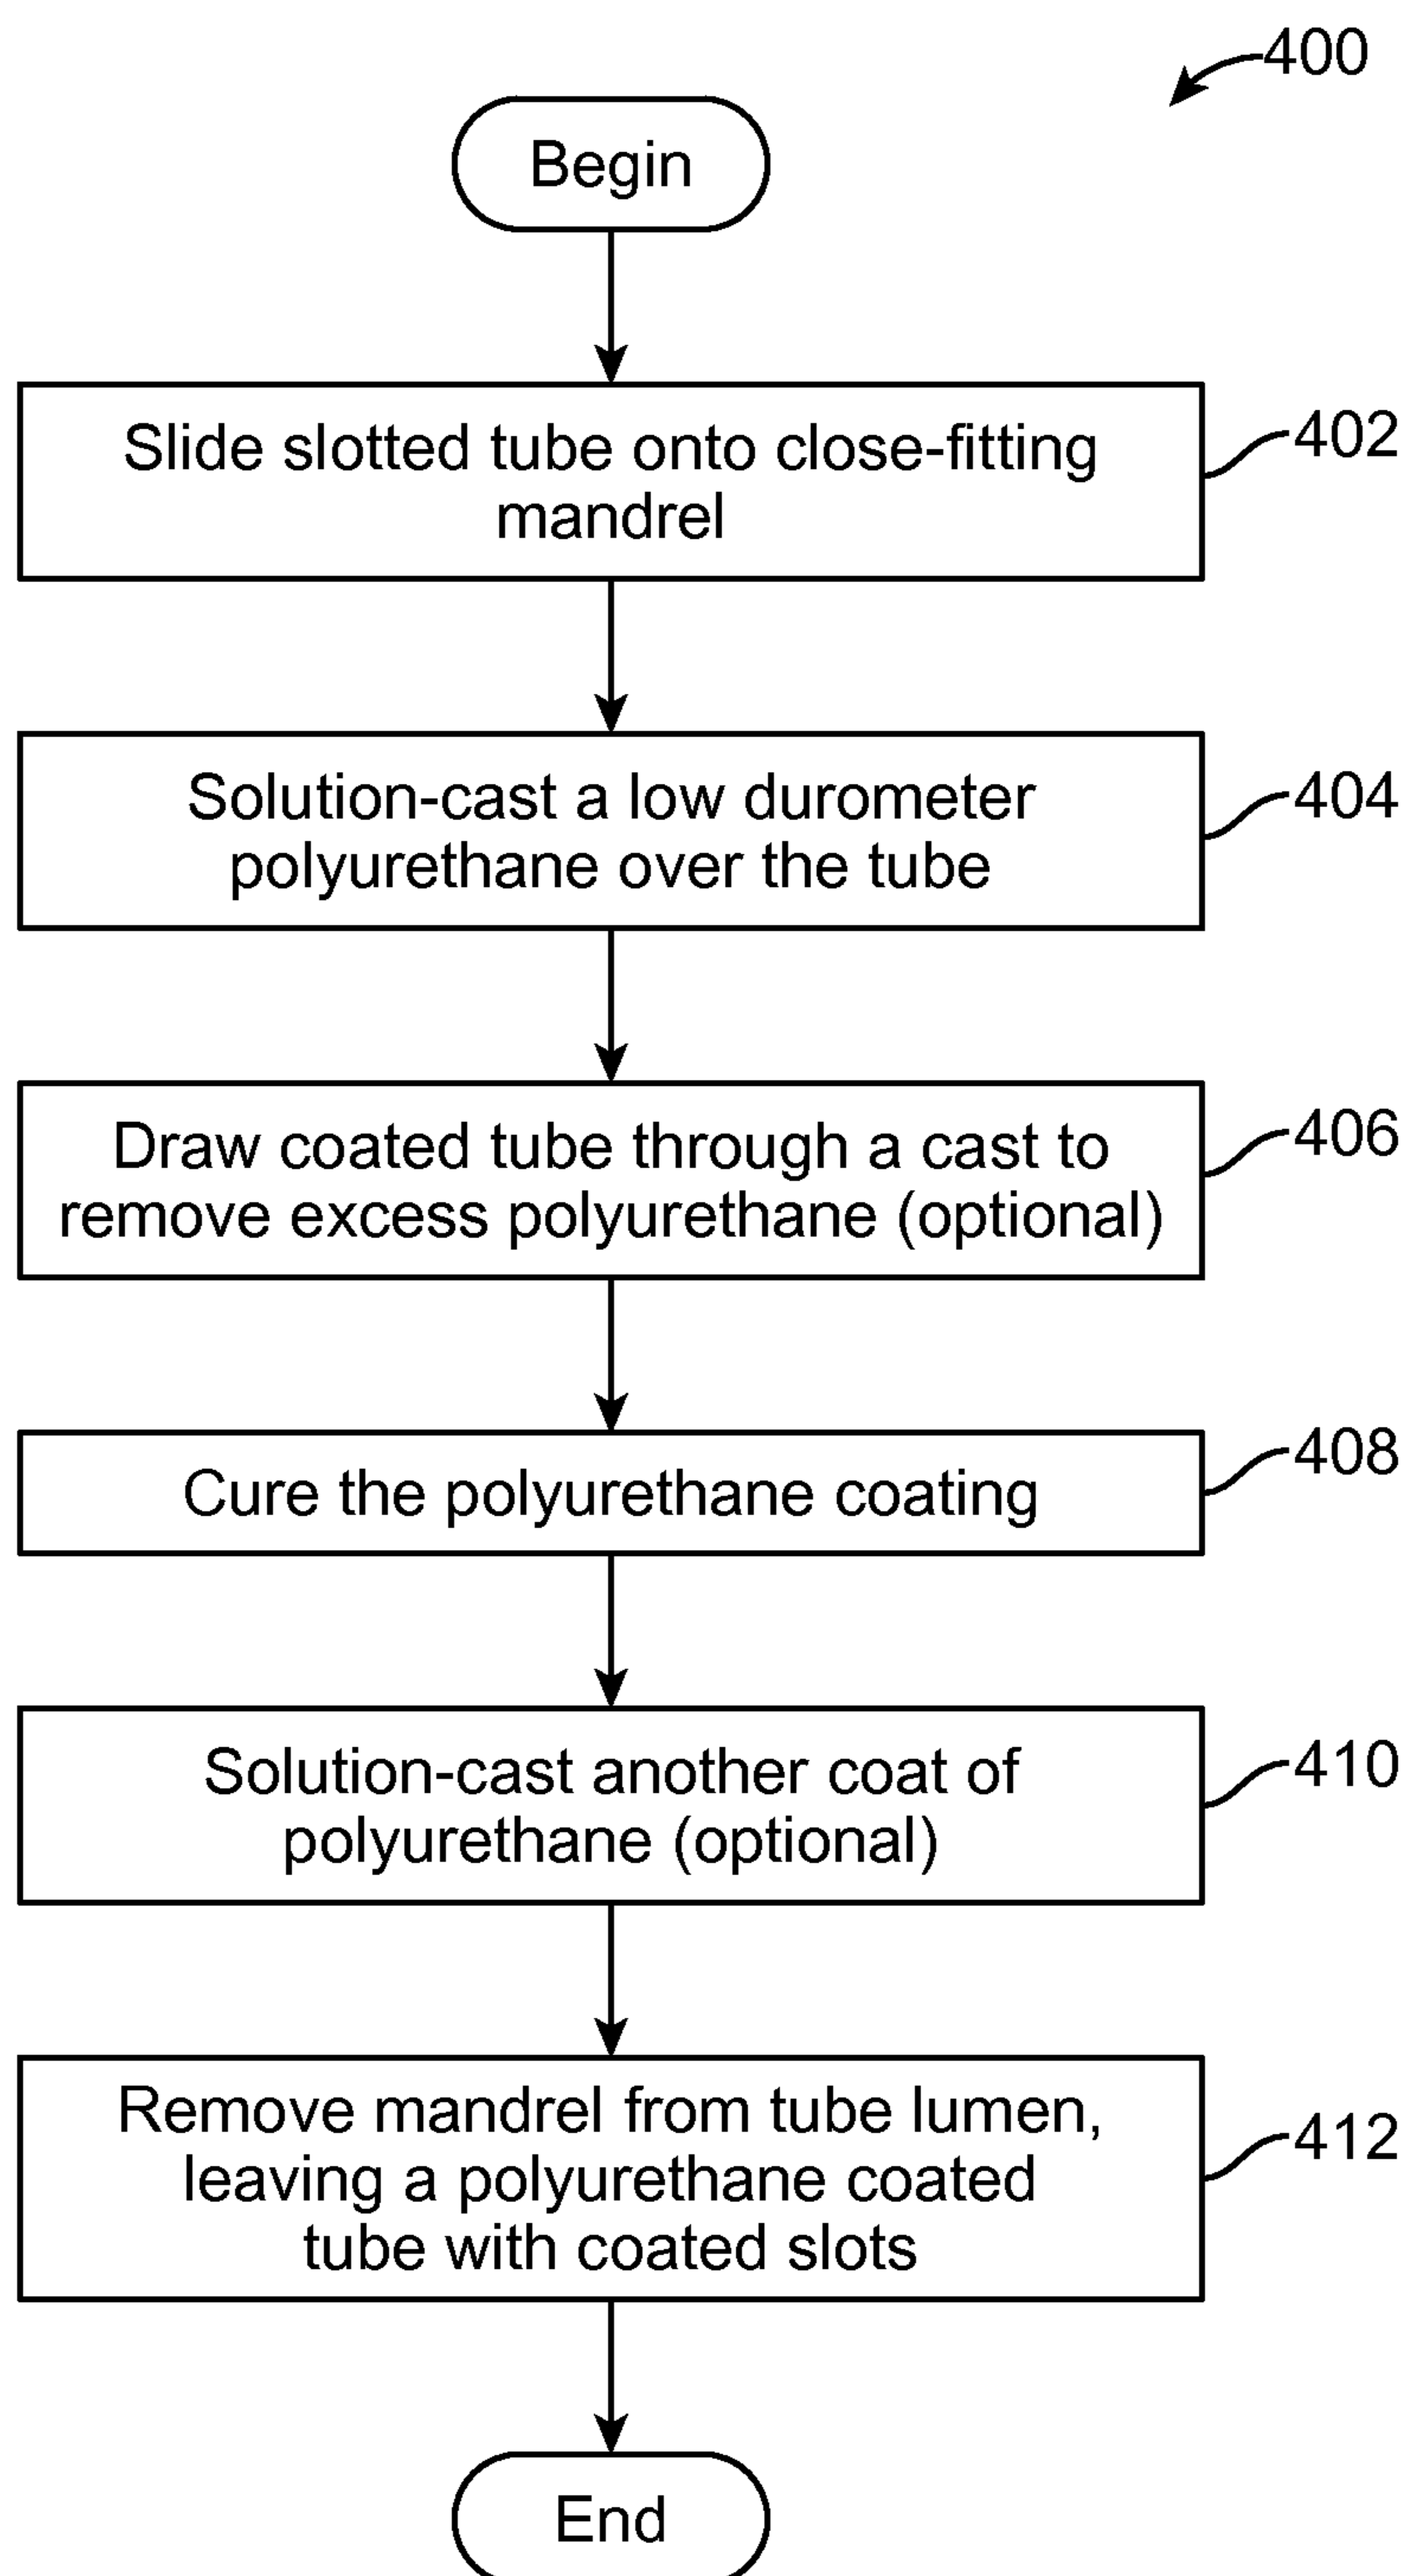 400
Begin
Slide slotted tube onto close-fitting
mandrel
402
Solution-cast a low durometer
polyurethane over the tube
404
Draw coated tube through a cast to
remove excess polyurethane (optional)
406
Cure the polyurethane coating
408
Solution-cast another coat of
polyurethane (optional)
410
Remove mandrel from tube lumen,
leaving a polyurethane coated
tube with coated slots
412
End